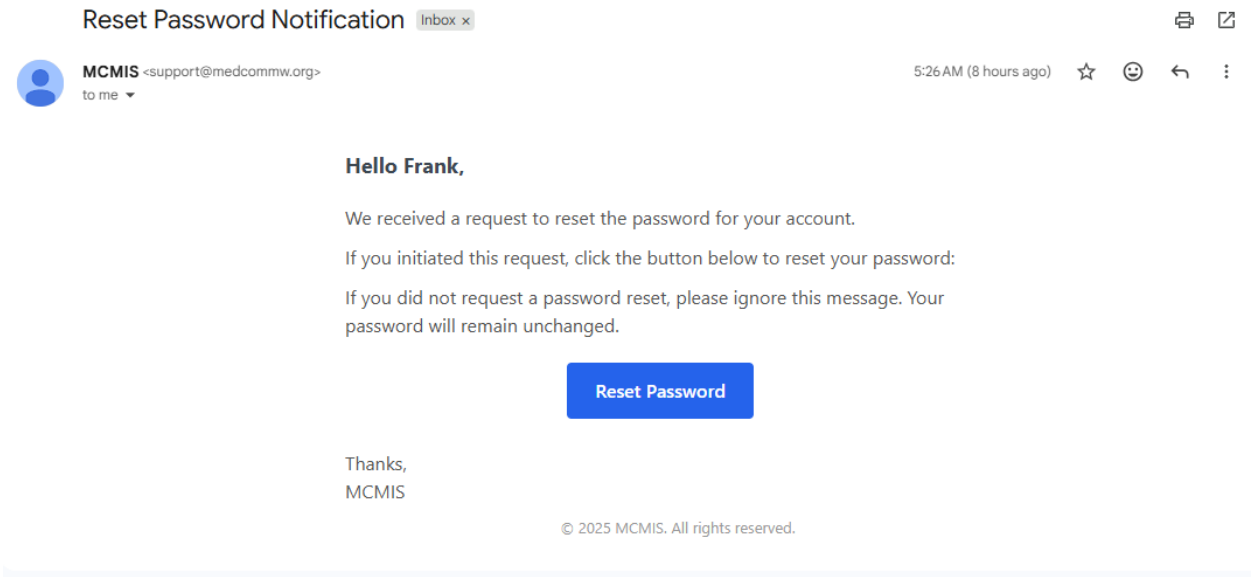 Reset Password Notification Inbox x
MCMIS <support@medcommw.org> 5:26 AM (8 hours ago)
to me
Hello Frank,
We received a request to reset the password for your account.
If you initiated this request, click the button below to reset your password:
If you did not request a password reset, please ignore this message. Your
password will remain unchanged.
Reset Password
Thanks,
MCMIS
© 2025 MCMIS. All rights reserved.